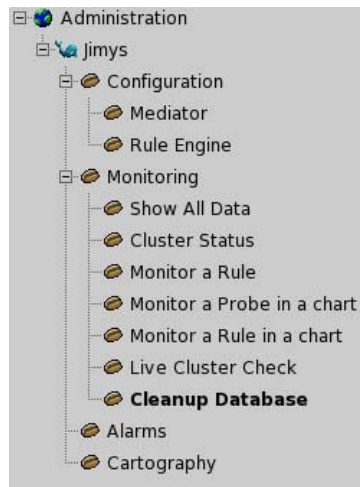 Administration
Jimys
Configuration
Mediator
Rule Engine
Monitoring
Show All Data
Cluster Status
Monitor a Rule
Monitor a Probe in a chart
Monitor a Rule in a chart
Live Cluster Check
Cleanup Database
Alarms
Cartography